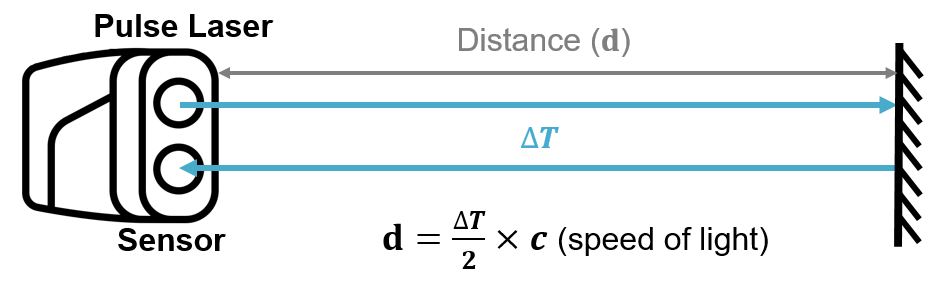 Pulse Laser
Distance (d)
ΔT
Sensor
d = ΔT/2 × c (speed of light)